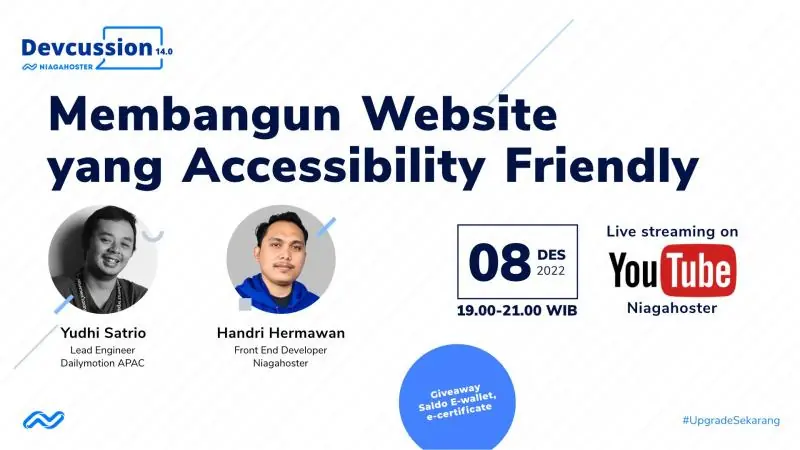 Devcussion 14.0
NIAGAHOSTER
Membangun Website
yang Accessibility Friendly
Yudhi Satrio
Lead Engineer
Dailymotion APAC
Handri Hermawan
Front End Developer
Niagahoster
08 DES
2022
19.00-21.00 WIB
Live streaming on
YouTube
Niagahoster
Giveaway
Saldo E-wallet,
e-certificate
#UpgradeSekarang